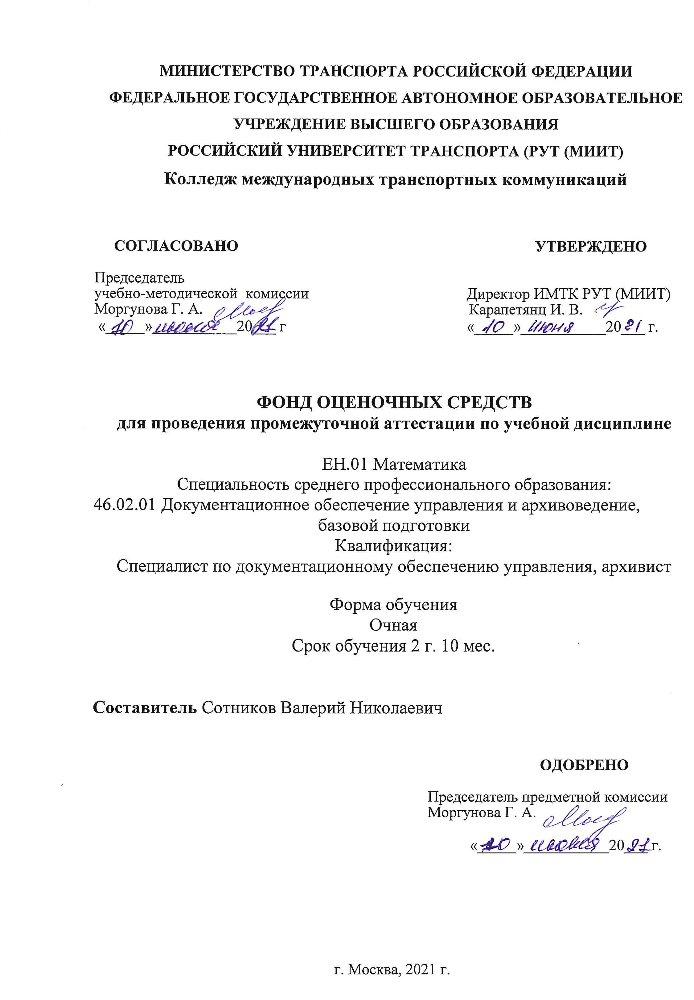 МИНИСТЕРСТВО ТРАНСПОРТА РОССИЙСКОЙ ФЕДЕРАЦИИ
ФЕДЕРАЛЬНОЕ ГОСУДАРСТВЕННОЕ АВТОНОМНОЕ ОБРАЗОВАТЕЛЬНОЕ
УЧРЕЖДЕНИЕ ВЫСШЕГО ОБРАЗОВАНИЯ
РОССИЙСКИЙ УНИВЕРСИТЕТ ТРАНСПОРТА (РУТ (МИИТ)
Колледж международных транспортных коммуникаций
СОГЛАСОВАНО
Председатель
учебно-методической комиссии
Моргунова Г. А.
«10» июня 2021 г
УТВЕРЖДЕНО
Директор ИМТК РУТ (МИИТ)
Карапетянц И. В.
«10» июня 2021 г.
ФОНД ОЦЕНОЧНЫХ СРЕДСТВ
для проведения промежуточной аттестации по учебной дисциплине
ЕН.01 Математика
Специальность среднего профессионального образования:
46.02.01 Документационное обеспечение управления и архивоведение,
базовой подготовки
Квалификация:
Специалист по документационному обеспечению управления, архивист
Форма обучения
Очная
Срок обучения 2 г. 10 мес.
Составитель Сотников Валерий Николаевич
ОДОБРЕНО
Председатель предметной комиссии
Моргунова Г. А.
«10» июня 2021 г.
г. Москва, 2021 г.